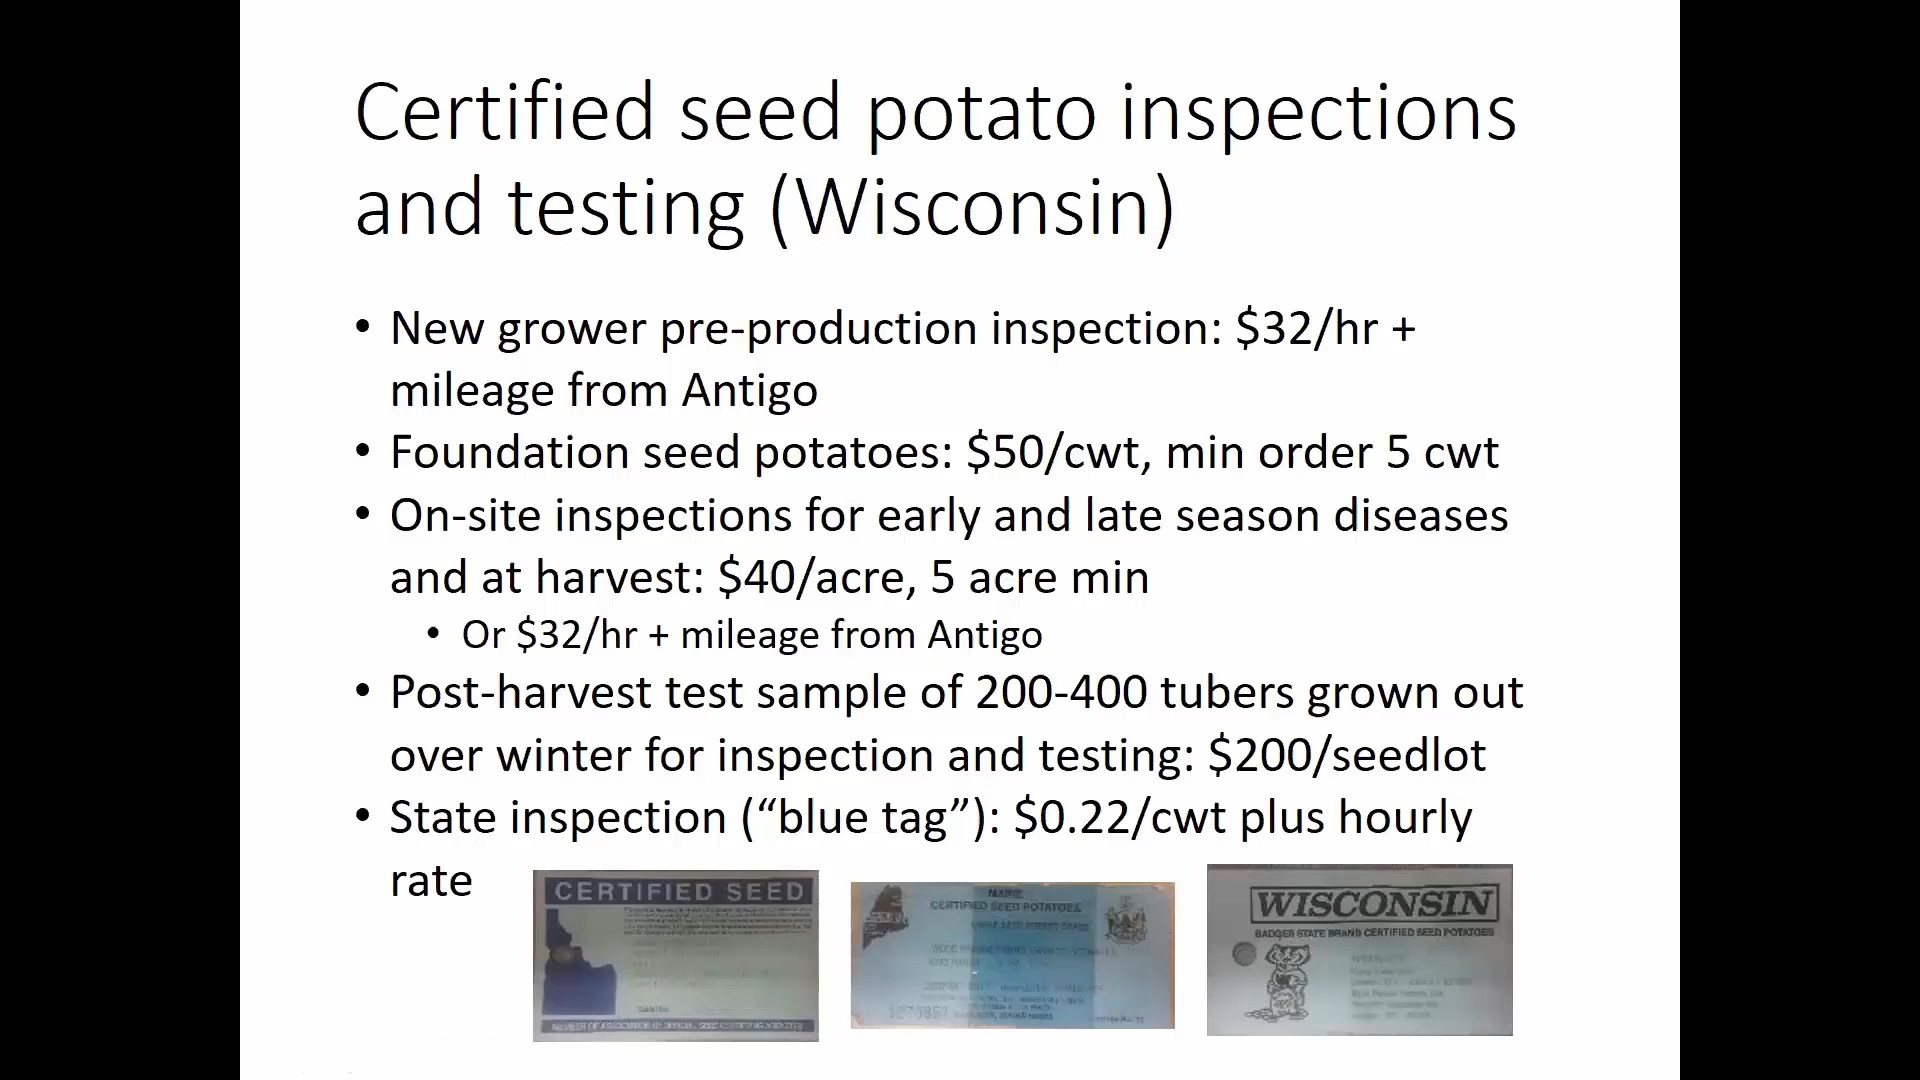 Certified seed potato inspections
and testing (Wisconsin)
• New grower pre-production inspection: $32/hr +
mileage from Antigo
• Foundation seed potatoes: $50/cwt, min order 5 cwt
• On-site inspections for early and late season diseases
and at harvest: $40/acre, 5 acre min
• Or $32/hr + mileage from Antigo
• Post-harvest test sample of 200-400 tubers grown out
over winter for inspection and testing: $200/seedlot
• State inspection (“blue tag”): $0.22/cwt plus hourly
rate
CERTIFIED SEED
MAINE
CERTIFIED SEED POTATOES
WISCONSIN
BADGER STATE BRAND CERTIFIED SEED POTATOES